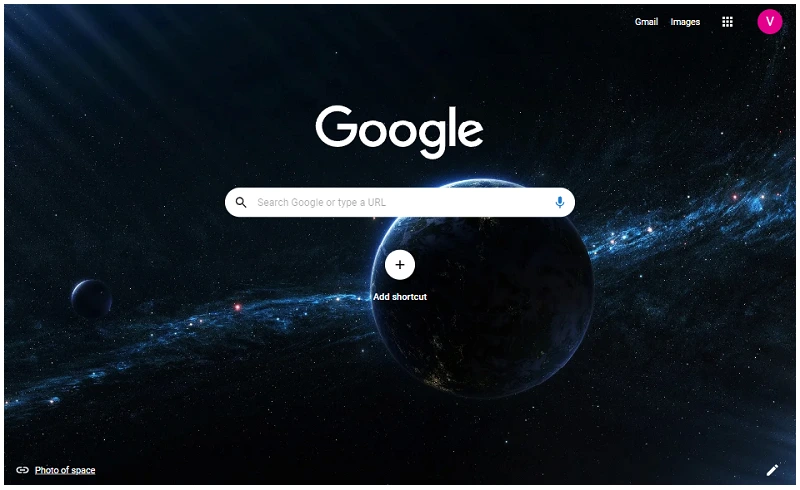 Gmail Images
V
Google
Search Google or type a URL
Add shortcut
Photo of space